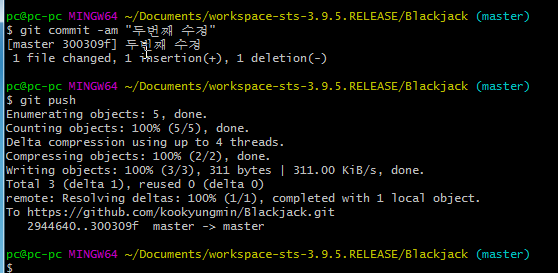 pc@pc-pc MINGW64 ~/Documents/workspace-sts-3.9.5.RELEASE/Blackjack (master)
$ git commit -am "두번째 수정"
[master 300309f] 두번째 수정
 1 file changed, 1 insertion(+), 1 deletion(-)
pc@pc-pc MINGW64 ~/Documents/workspace-sts-3.9.5.RELEASE/Blackjack (master)
$ git push
Enumerating objects: 5, done.
Counting objects: 100% (5/5), done.
Delta compression using up to 4 threads.
Compressing objects: 100% (2/2), done.
Writing objects: 100% (3/3), 311 bytes | 311.00 KiB/s, done.
Total 3 (delta 1), reused 0 (delta 0)
remote: Resolving deltas: 100% (1/1), completed with 1 local object.
To https://github.com/kookyungmin/Blackjack.git
   2944640..300309f  master -> master
pc@pc-pc MINGW64 ~/Documents/workspace-sts-3.9.5.RELEASE/Blackjack (master)
$